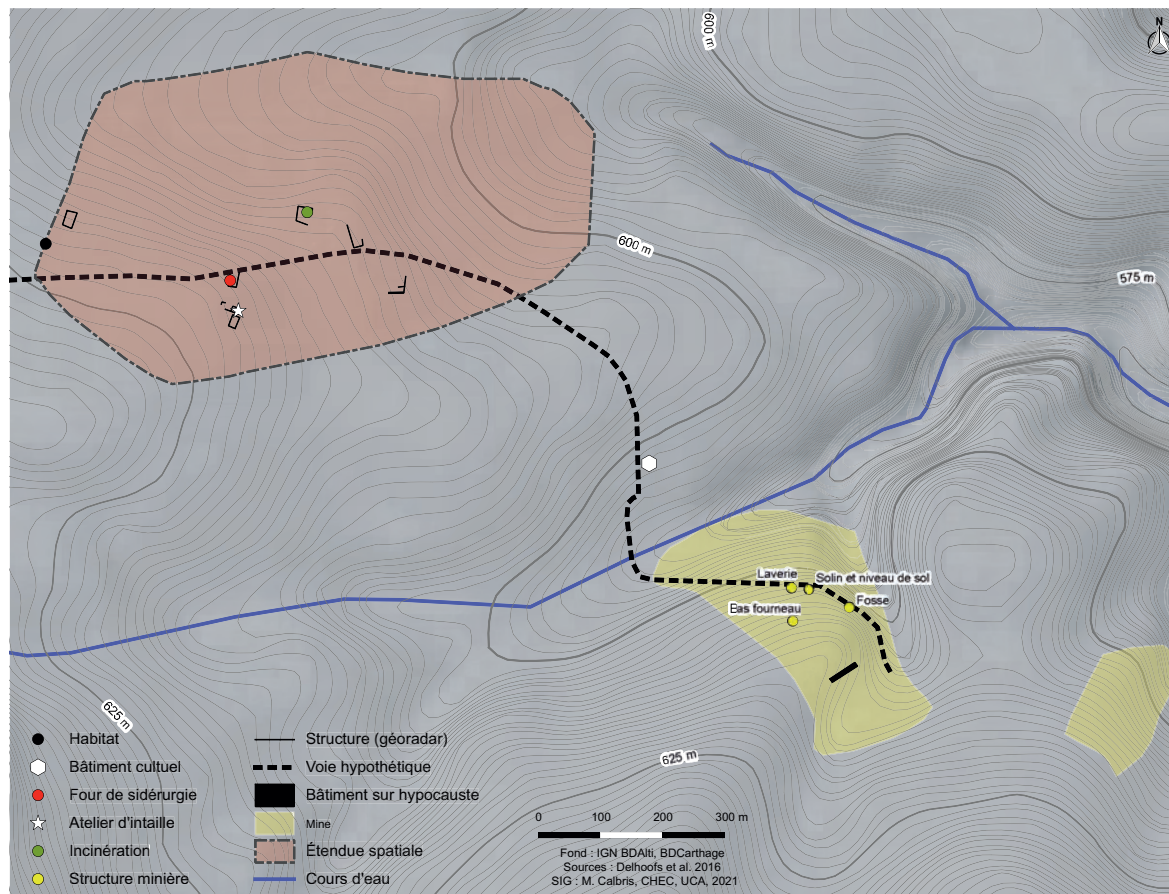 600 m
N
600 m
575 m
Laverie
Solin et niveau de sol
Bas fourneau
Fosse
625 m
625 m
Habitat
Bâtiment cultuel
Four de sidérurgie
Atelier d'intaille
Incinération
Structure minière
Structure (géoradar)
Voie hypothétique
Bâtiment sur hypocauste
Mine
Étendue spatiale
Cours d'eau
0 100 200 300 m
Fond : IGN BDAlti, BDCarthage
Sources : Delhoofs et al. 2016
SIG : M. Calbris, CHEC, UCA, 2021